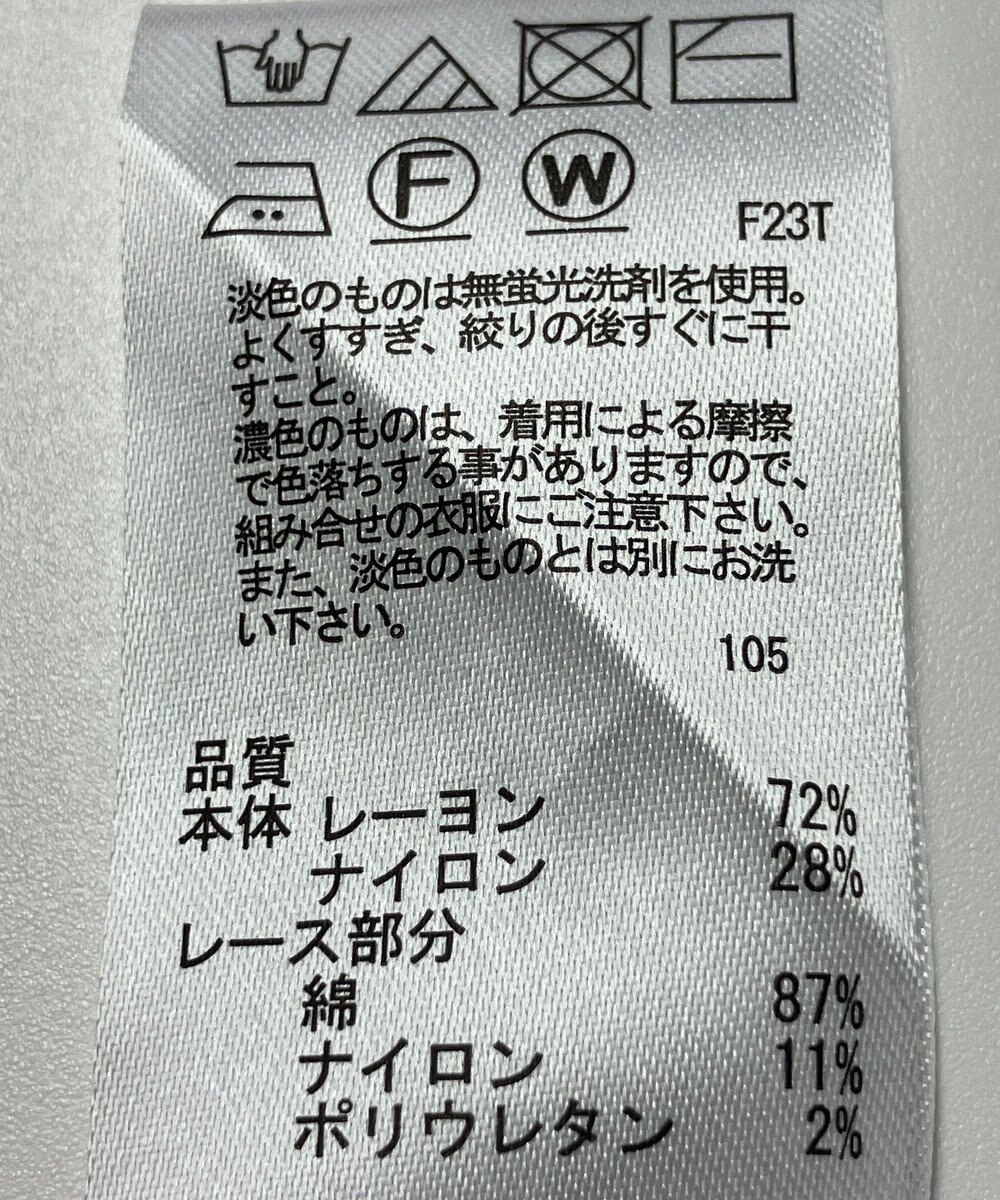 F W
F23T
淡色のものは無蛍光洗剤を使用。
よくすすぎ、絞りの後すぐに干
すこと。
濃色のものは、着用による摩擦
で色落ちする事がありますので、
組み合せの衣服にご注意下さい。
また、淡色のものとは別にお洗
い下さい。
105
品質
本体 レーヨン 72%
ナイロン 28%
レース部分
綿 87%
ナイロン 11%
ポリウレタン 2%